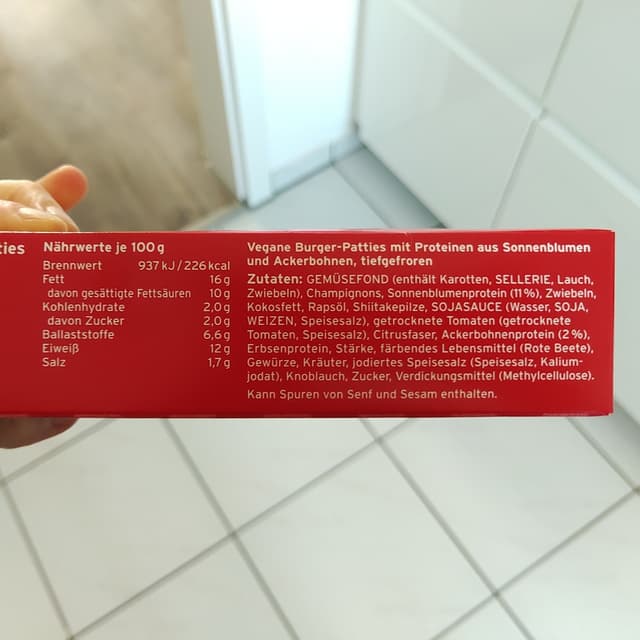 ties
Nährwerte je 100 g
Brennwert 937 kJ / 226 kcal
Fett 16 g
davon gesättigte Fettsäuren 10 g
Kohlenhydrate 2,0 g
davon Zucker 2,0 g
Ballaststoffe 6,6 g
Eiweiß 12 g
Salz 1,7 g
Vegane Burger-Patties mit Proteinen aus Sonnenblumen
und Ackerbohnen, tiefgefroren
Zutaten: GEMÜSEFOND (enthält Karotten, SELLERIE, Lauch,
Zwiebeln), Champignons, Sonnenblumenprotein (11 %), Zwiebeln,
Kokosfett, Rapsöl, Shiitakepilze, SOJASAUCE (Wasser, SOJA,
WEIZEN, Speisesalz), getrocknete Tomaten (getrocknete
Tomaten, Speisesalz), Citrusfaser, Ackerbohnenprotein (2 %),
Erbsenprotein, Stärke, färbendes Lebensmittel (Rote Beete),
Gewürze, Kräuter, jodiertes Speisesalz (Speisesalz, Kalium-
jodat), Knoblauch, Zucker, Verdickungsmittel (Methylcellulose).
Kann Spuren von Senf und Sesam enthalten.